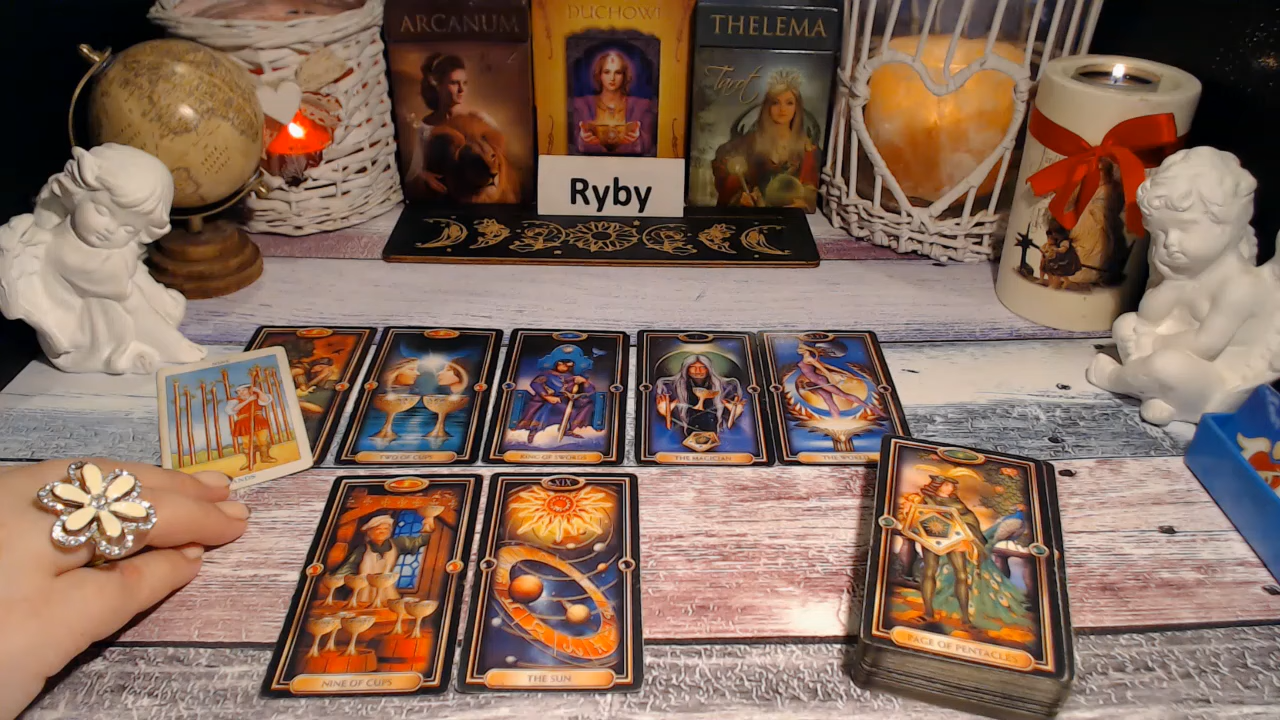 ARCANUM
DUCHOWE
THELEMA
Tarot
Ryby
TWO OF CUPS
KING OF SWORDS
THE MAGICIAN
THE WORLD
XXI
NINE OF CUPS
XIX
THE SUN
PAGE OF PENTACLES